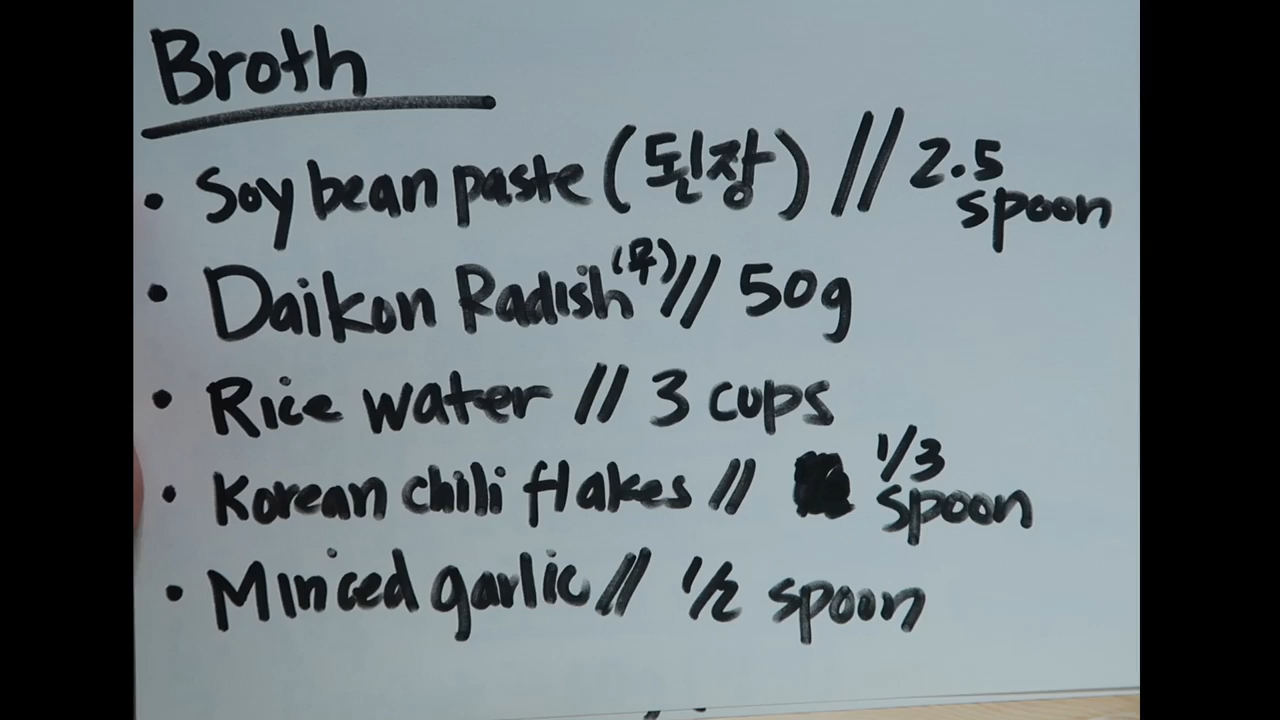 Broth
• Soy bean paste (된장) // 2.5 spoon
• Daikon Radish (무) // 50g
• Rice water // 3 cups
• Korean chili flakes // 1/3 spoon
• Minced garlic // 1/2 spoon